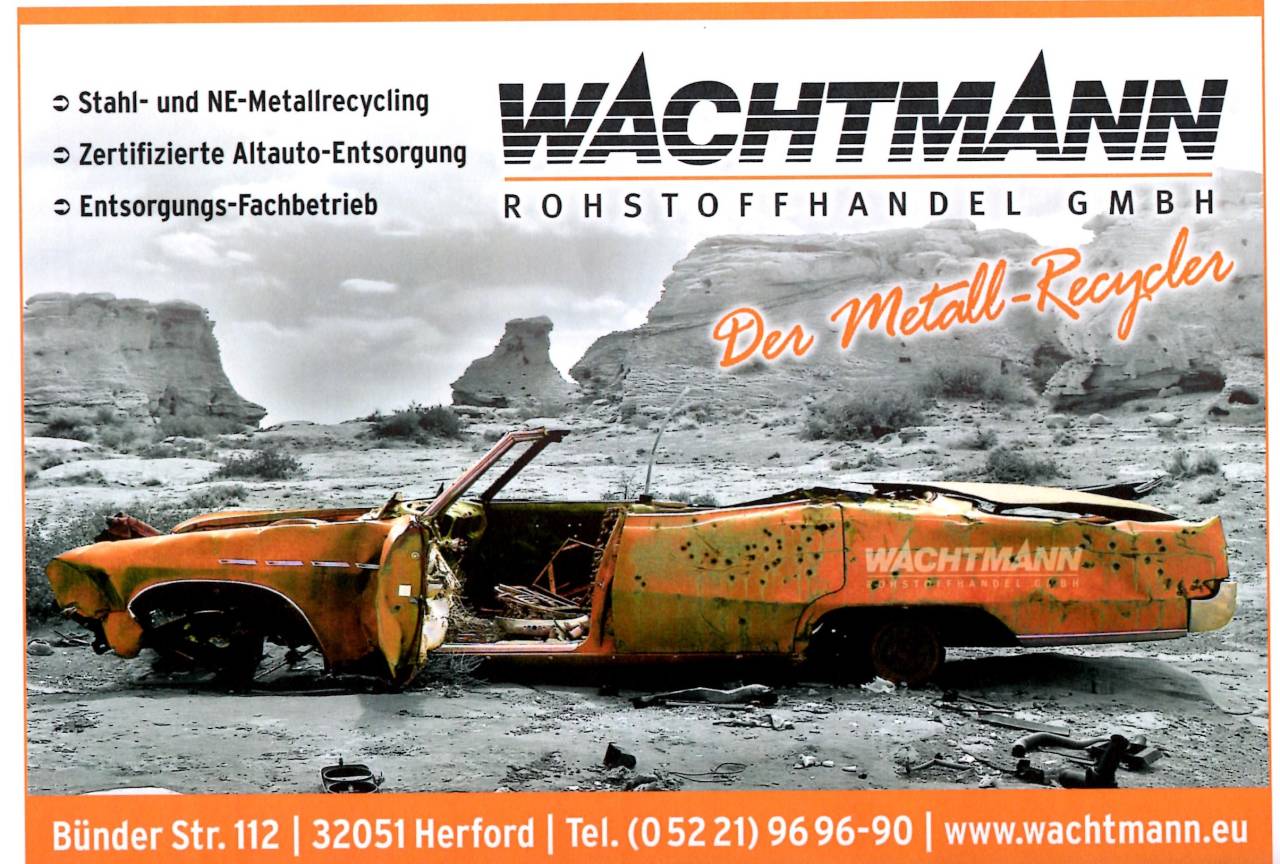 ➲ Stahl- und NE-Metallrecycling
➲ Zertifizierte Altauto-Entsorgung
➲ Entsorgungs-Fachbetrieb
WACHTMANN
ROHSTOFFHANDEL GMBH
Der Metall-Recycler
WACHTMANN
ROHSTOFFHANDEL GMBH
Bünder Str. 112 | 32051 Herford | Tel. (0 52 21) 96 96-90 | www.wachtmann.eu